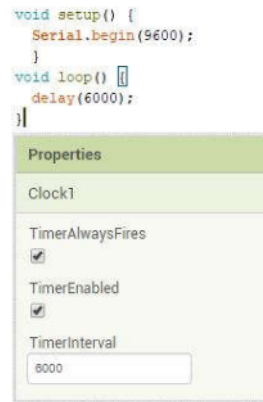 void setup() {
Serial.begin(9600);
}
void loop() {
delay(6000);
}
Properties
Clock1
TimerAlwaysFires
TimerEnabled
TimerInterval
6000